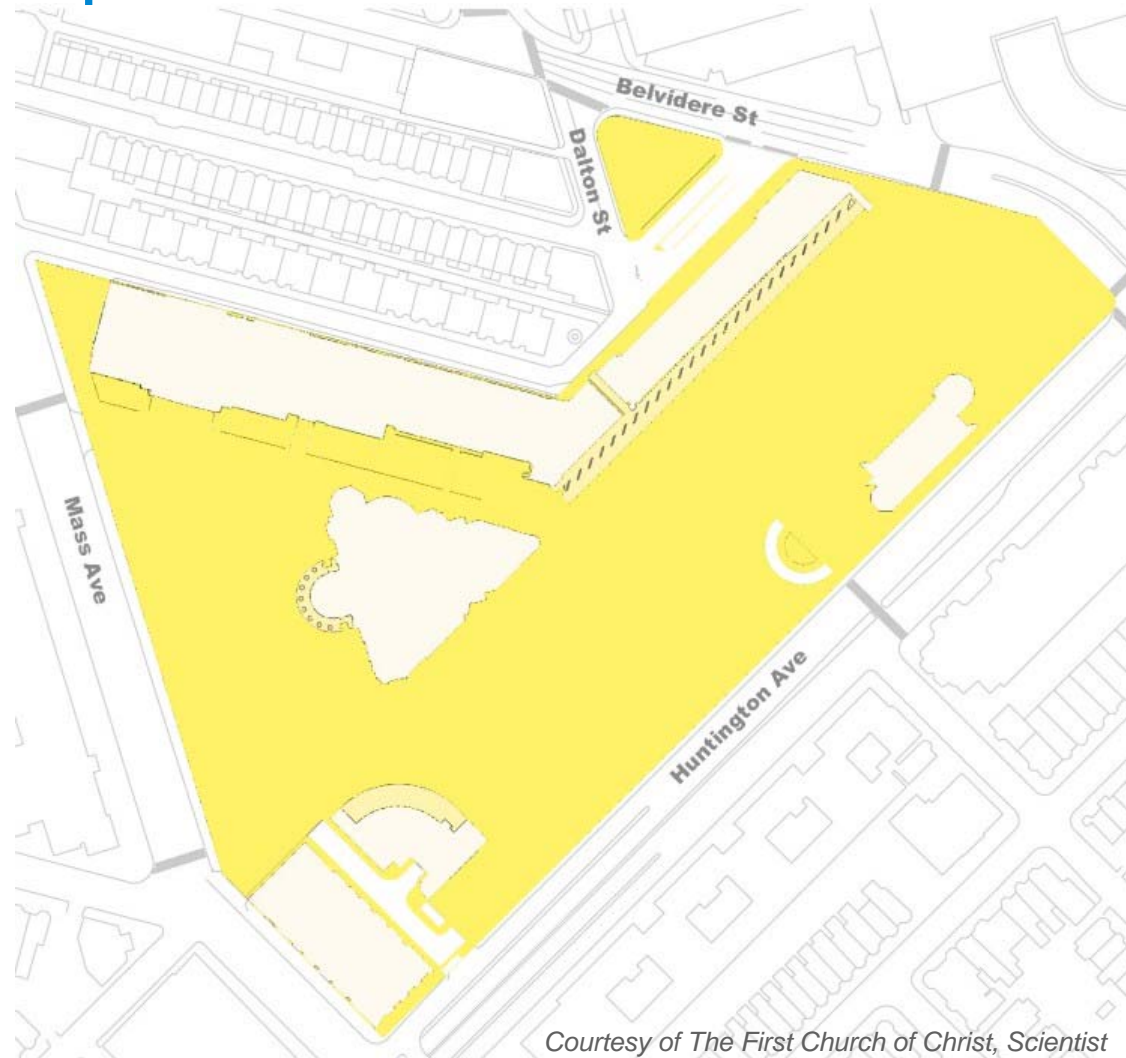 Belvidere St
Dalton St
Mass Ave
Huntington Ave
Courtesy of The First Church of Christ, Scientist